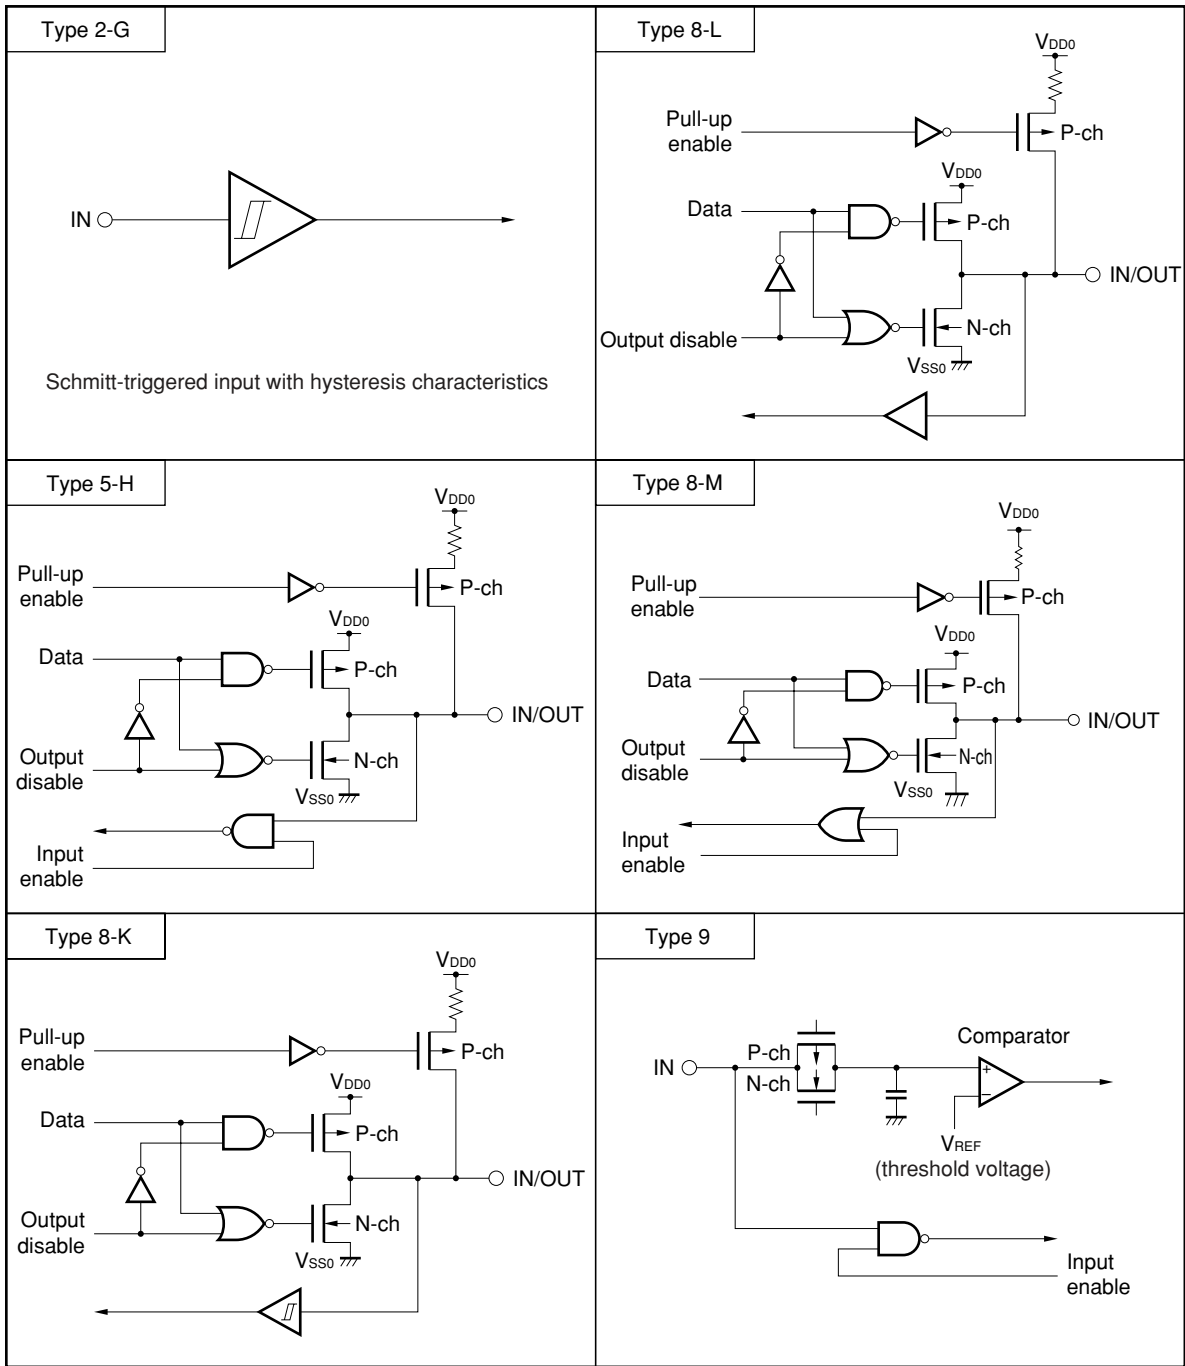 Type 2-G
IN
Schmitt-triggered input with hysteresis characteristics
Type 8-L
VDD0
Pull-up
enable
P-ch
VDD0
Data
P-ch
IN/OUT
Output disable
N-ch
VSS0
Type 5-H
VDD0
Pull-up
enable
P-ch
VDD0
Data
P-ch
IN/OUT
Output
disable
N-ch
VSS0
Input
enable
Type 8-M
VDD0
Pull-up
enable
P-ch
VDD0
Data
P-ch
IN/OUT
Output
disable
N-ch
VSS0
Input
enable
Type 8-K
VDD0
Pull-up
enable
P-ch
VDD0
Data
P-ch
IN/OUT
Output
disable
N-ch
VSS0
Type 9
Comparator
P-ch
IN
N-ch
+
−
VREF
(threshold voltage)
Input
enable